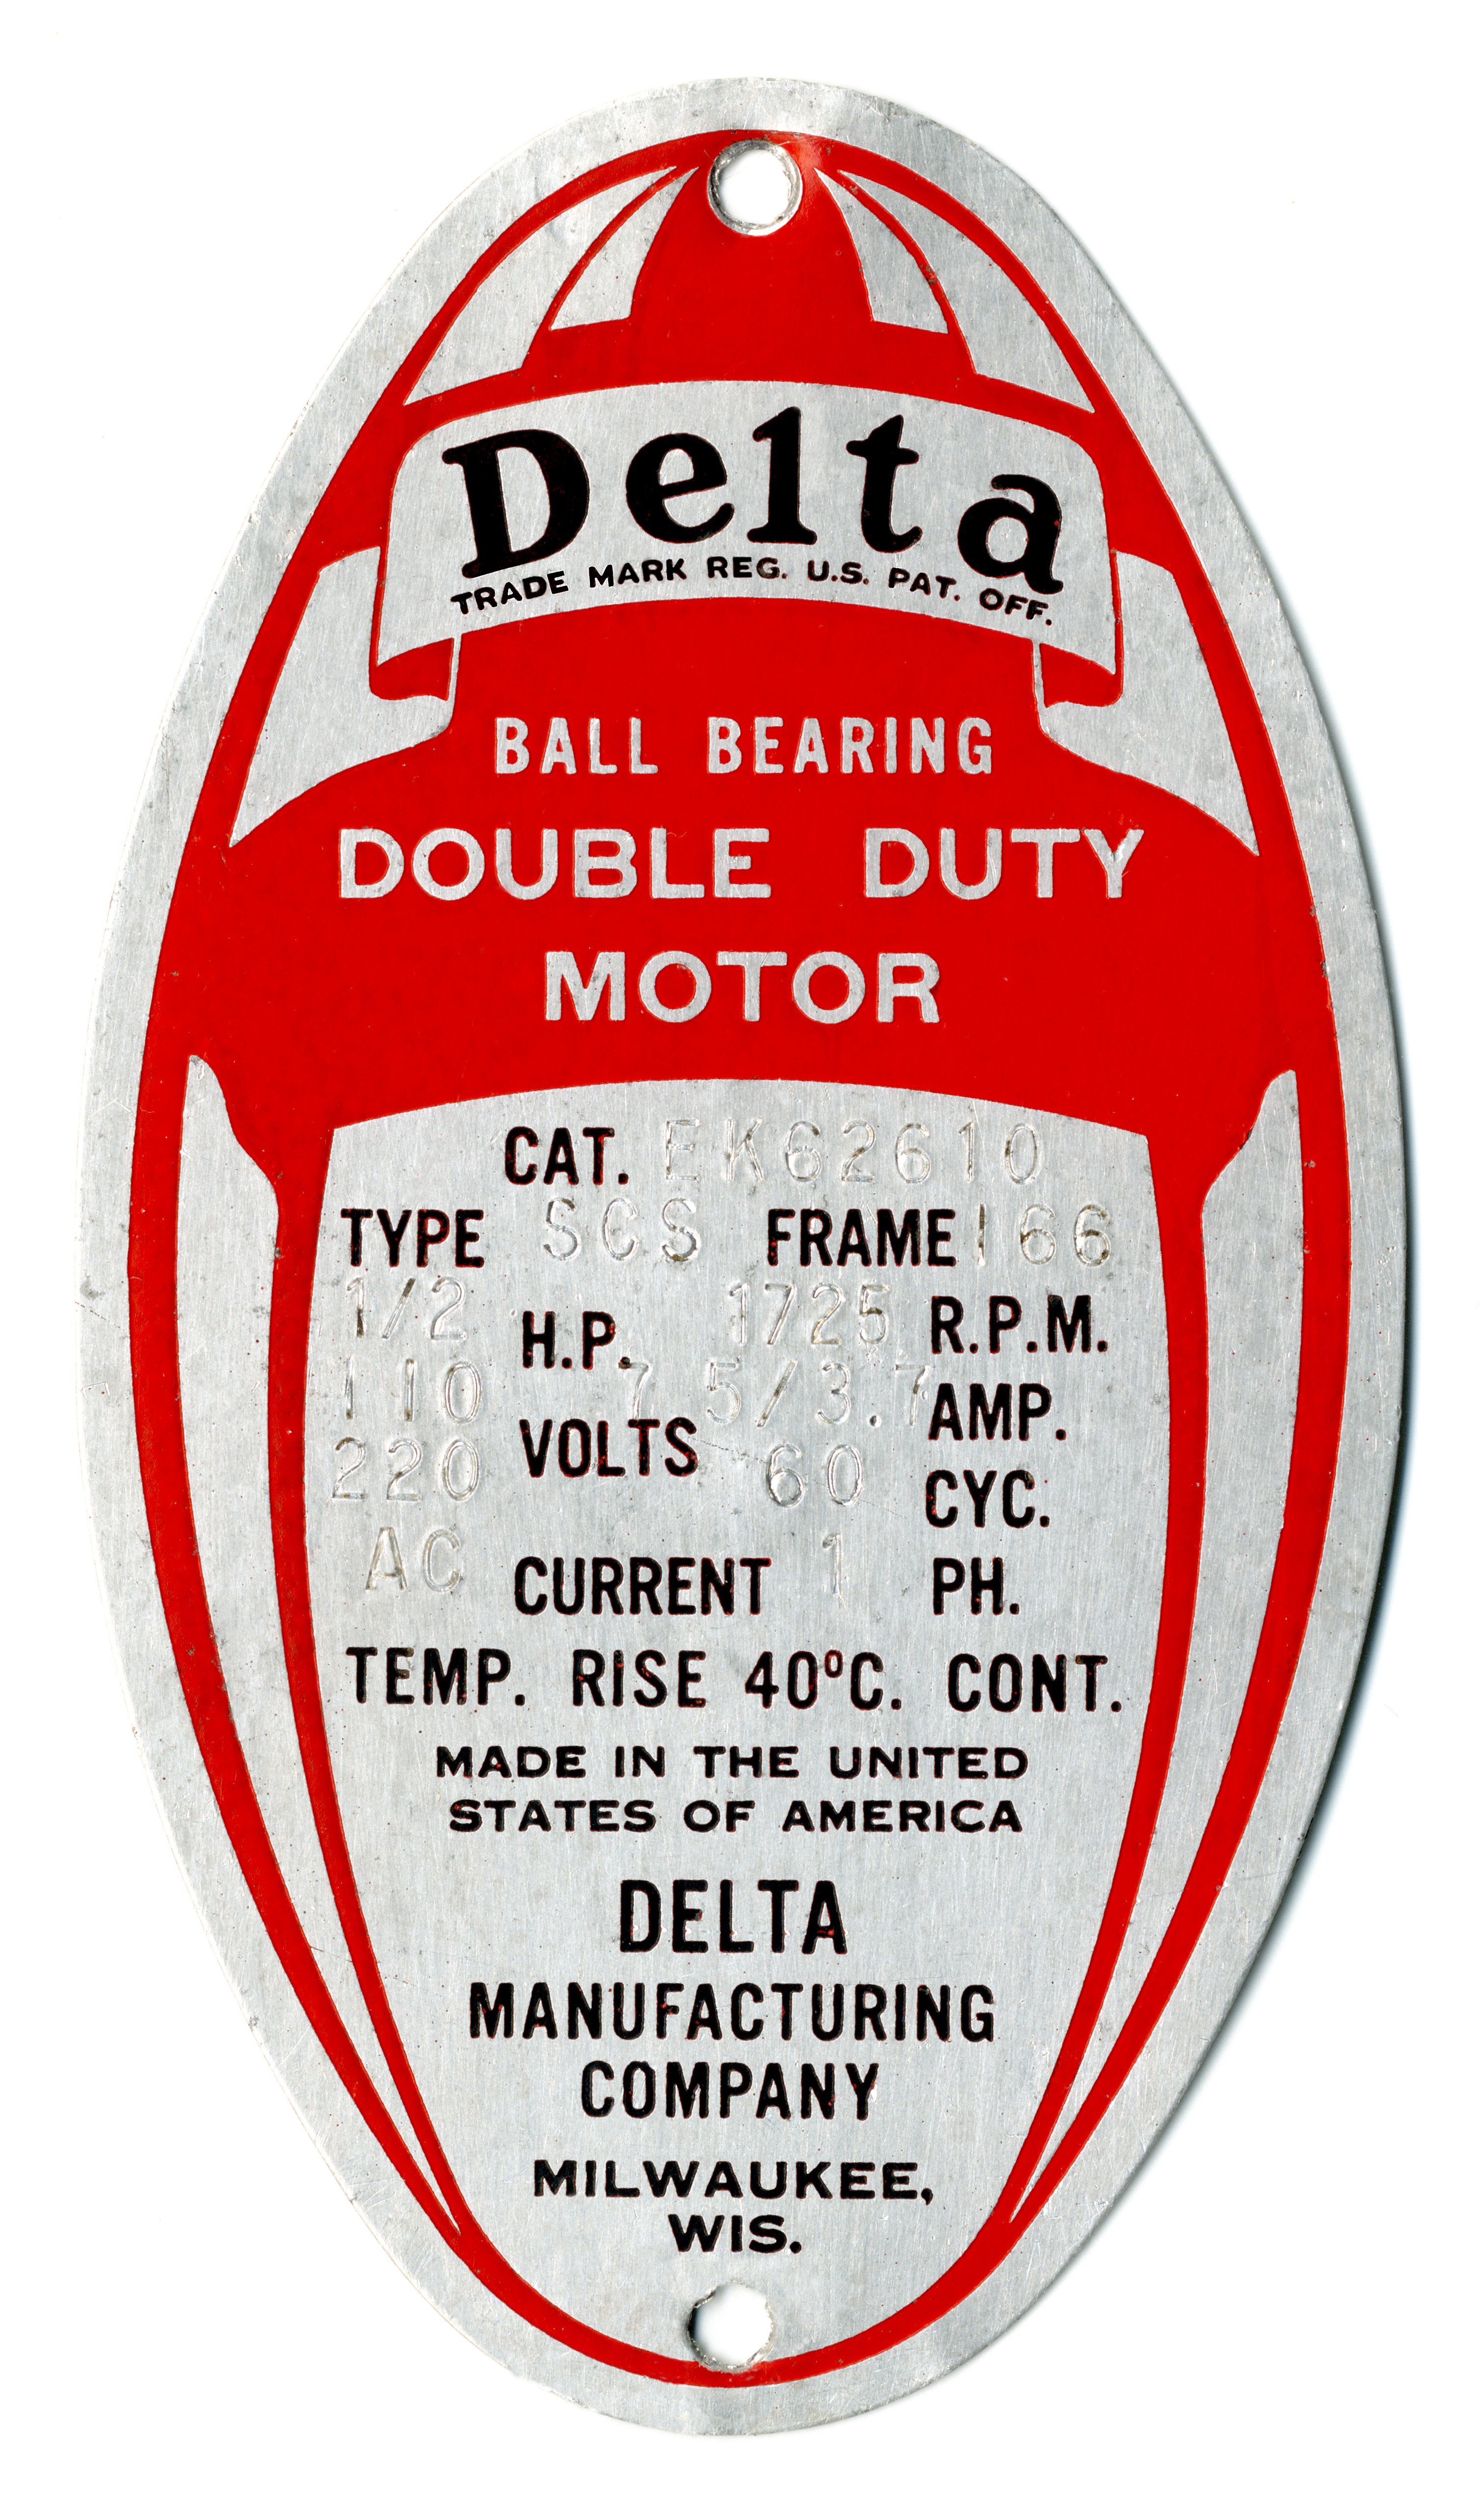 Delta
TRADE MARK REG. U.S. PAT. OFF.
BALL BEARING
DOUBLE DUTY
MOTOR
CAT. EK62610
TYPE SCS FRAME 166
1/2 H.P. 1725 R.P.M.
110 7.5/3.7 AMP.
220 VOLTS 60 CYC.
AC CURRENT 1 PH.
TEMP. RISE 40°C. CONT.
MADE IN THE UNITED
STATES OF AMERICA
DELTA
MANUFACTURING
COMPANY
MILWAUKEE,
WIS.